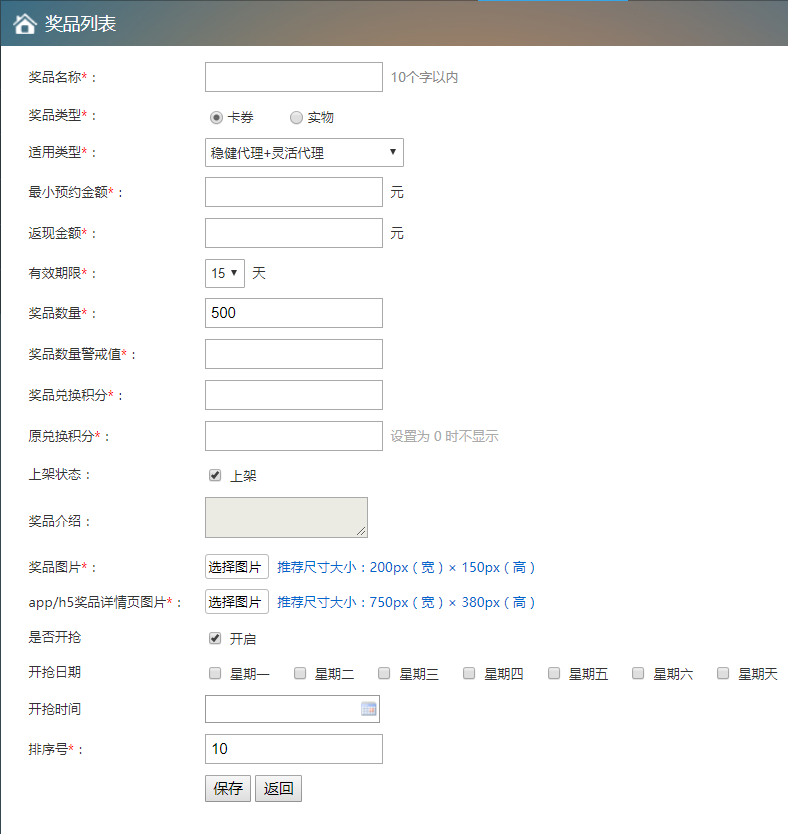 奖品列表
奖品名称*： 10个字以内
奖品类型*： 卡券 实物
适用类型*： 稳健代理+灵活代理
最小预约金额*： 元
返现金额*： 元
有效期限*： 15 天
奖品数量*： 500
奖品数量警戒值*：
奖品兑换积分*：
原兑换积分*： 设置为 0 时不显示
上架状态： 上架
奖品介绍：
奖品图片*： 选择图片 推荐尺寸大小：200px（宽）× 150px（高）
app/h5奖品详情页图片*： 选择图片 推荐尺寸大小：750px（宽）× 380px（高）
是否开抢 开启
开抢日期 星期一 星期二 星期三 星期四 星期五 星期六 星期天
开抢时间
排序号*： 10
保存 返回